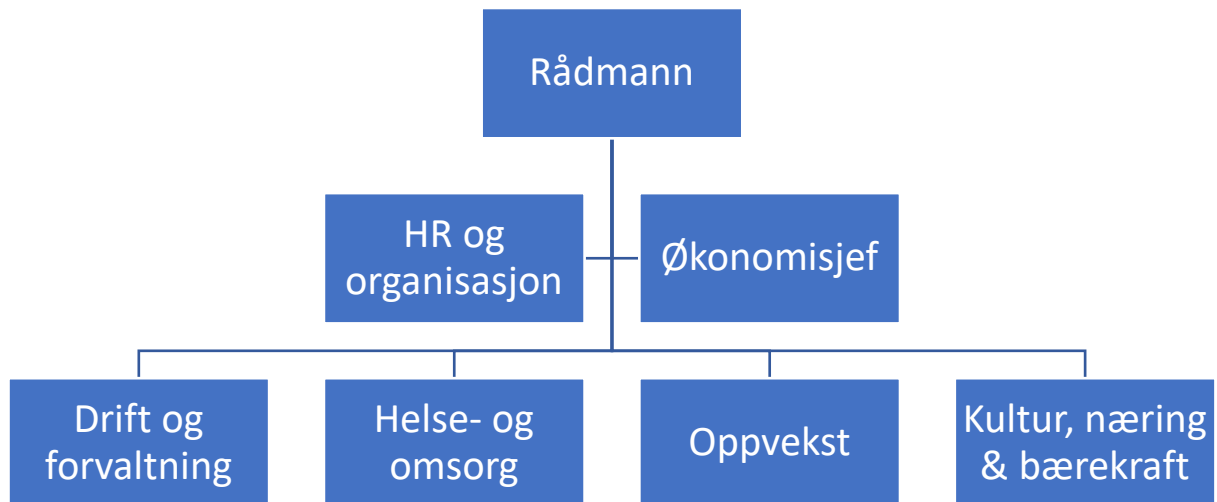 Rådmann
HR og
organisasjon
Økonomisjef
Drift og
forvaltning
Helse- og
omsorg
Oppvekst
Kultur, næring
& bærekraft